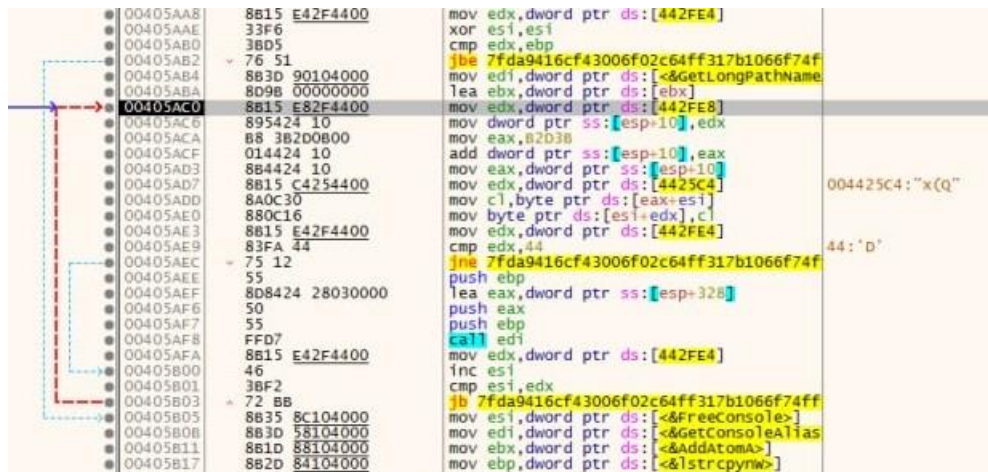 00405AA8 8B15 E42F4400 mov edx,dword ptr ds:[442FE4]
00405AAE 33F6 xor esi,esi
00405AB0 3BD5 cmp edx,ebp
00405AB2 76 51 jbe 7fda9416cf43006f02c64ff317b1066f74ff
00405AB4 8B3D 90104000 mov edi,dword ptr ds:[<&GetLongPathName
00405ABA 8D9B 00000000 lea ebx,dword ptr ds:[ebx]
00405AC0 8B15 E82F4400 mov edx,dword ptr ds:[442FE8]
00405AC6 895424 10 mov dword ptr ss:[esp+10],edx
00405ACA B8 3B2D0B00 mov eax,B2D3B
00405ACF 014424 10 add dword ptr ss:[esp+10],eax
00405AD3 8B4424 10 mov eax,dword ptr ss:[esp+10]
00405AD7 8B15 C4254400 mov edx,dword ptr ds:[4425C4] 004425C4:"x(Q"
00405ADD 8A0C30 mov cl,byte ptr ds:[eax+esi]
00405AE0 880C16 mov byte ptr ds:[esi+edx],cl
00405AE3 8B15 E42F4400 mov edx,dword ptr ds:[442FE4]
00405AE9 83FA 44 cmp edx,44 44:'D'
00405AEC 75 12 jne 7fda9416cf43006f02c64ff317b1066f74ff
00405AEE 55 push ebp
00405AEF 8D8424 28030000 lea eax,dword ptr ss:[esp+328]
00405AF6 50 push eax
00405AF7 55 push ebp
00405AF8 FFD7 call edi
00405AFA 8B15 E42F4400 mov edx,dword ptr ds:[442FE4]
00405B00 46 inc esi
00405B01 3BF2 cmp esi,edx
00405B03 72 BB jb 7fda9416cf43006f02c64ff317b1066f74ff
00405B05 8B35 8C104000 mov esi,dword ptr ds:[<&FreeConsole>]
00405B0B 8B3D 58104000 mov edi,dword ptr ds:[<&GetConsoleAlias
00405B11 8B1D 88104000 mov ebx,dword ptr ds:[<&AddAtomA>]
00405B17 8B2D 84104000 mov ebp,dword ptr ds:[<&lstrcpynW>]